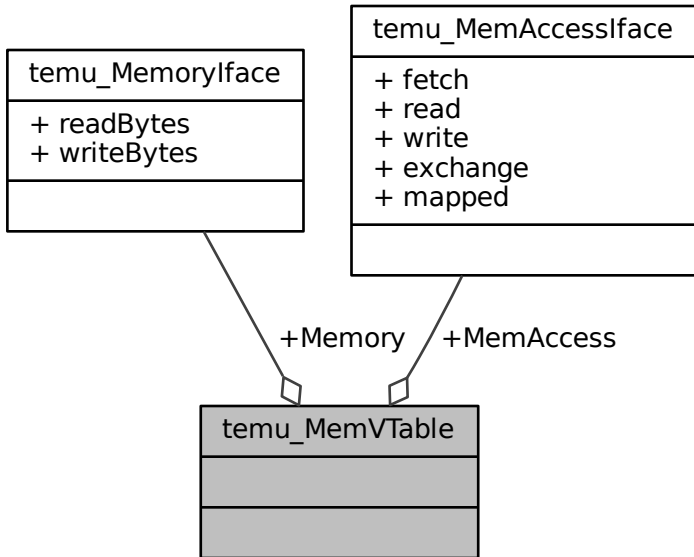 temu_MemoryIface
+ readBytes
+ writeBytes
temu_MemAccessIface
+ fetch
+ read
+ write
+ exchange
+ mapped
+Memory
+MemAccess
temu_MemVTable